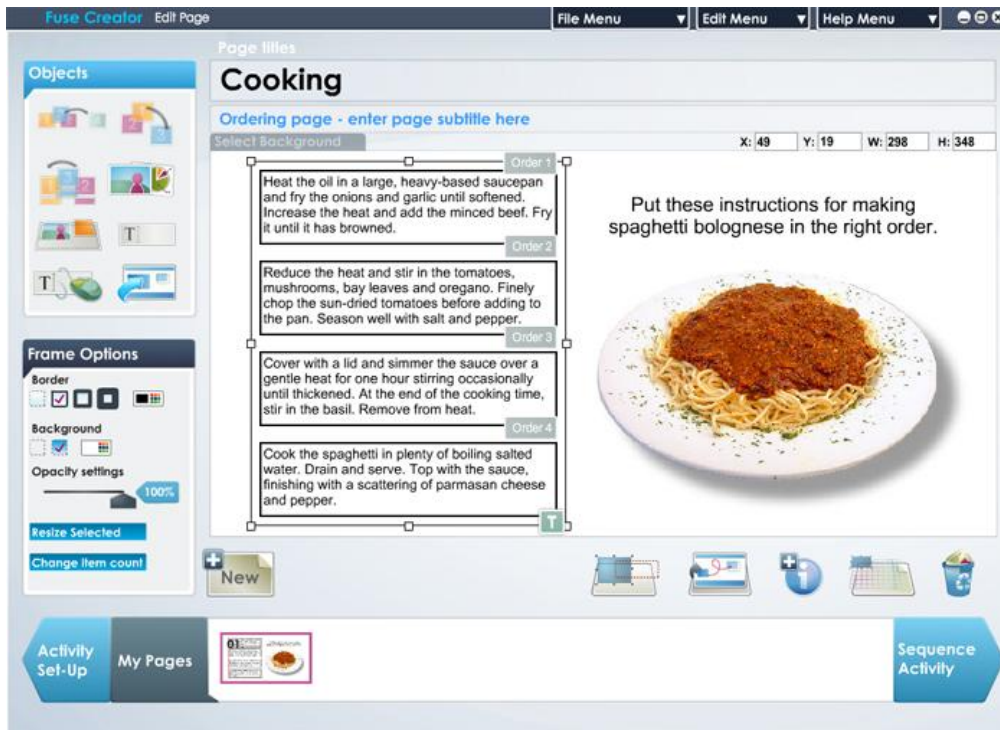 Fuse Creator Edit Page
File Menu
Edit Menu
Help Menu
Page titles
Objects
Cooking
Ordering page - enter page subtitle here
Select Background
X: 49 Y: 19 W: 298 H: 348
Order 1
Heat the oil in a large, heavy-based saucepan
and fry the onions and garlic until softened.
Increase the heat and add the minced beef. Fry
it until it has browned.
Order 2
Reduce the heat and stir in the tomatoes,
mushrooms, bay leaves and oregano. Finely
chop the sun-dried tomatoes before adding to
the pan. Season well with salt and pepper.
Order 3
Cover with a lid and simmer the sauce over a
gentle heat for one hour stirring occasionally
until thickened. At the end of the cooking time,
stir in the basil. Remove from heat.
Order 4
Cook the spaghetti in plenty of boiling salted
water. Drain and serve. Top with the sauce,
finishing with a scattering of parmasan cheese
and pepper.
T
Put these instructions for making
spaghetti bolognese in the right order.
T
T
Frame Options
Border
Background
Opacity settings
100%
Resize Selected
Change item count
New
Activity
Set-Up
My Pages
01
Sequence
Activity